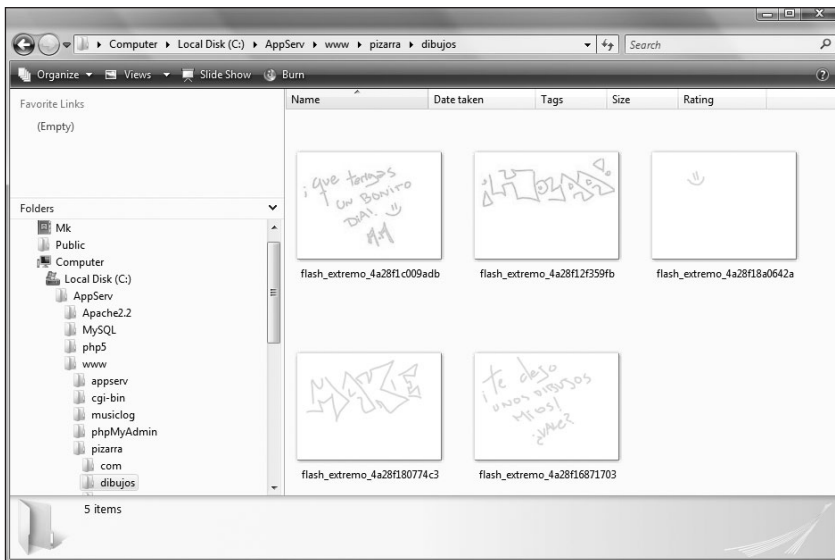 Computer ▸ Local Disk (C:) ▸ AppServ ▸ www ▸ pizarra ▸ dibujos
Search
Organize Views Slide Show Burn
Favorite Links
(Empty)
Folders
Mk
Public
Computer
Local Disk (C:)
AppServ
Apache2.2
MySQL
php5
www
appserv
cgi-bin
musiclog
phpMyAdmin
pizarra
com
dibujos
Name Date taken Tags Size Rating
¡que tengas
un BONITO
DIA!
flash_extremo_4a28f1c009adb
flash_extremo_4a28f12f359fb
flash_extremo_4a28f18a0642a
flash_extremo_4a28f180774c3
¡Te dejo
UNOS DIBUJOS
MIOS!
¿VALE?
flash_extremo_4a28f16871703
5 items